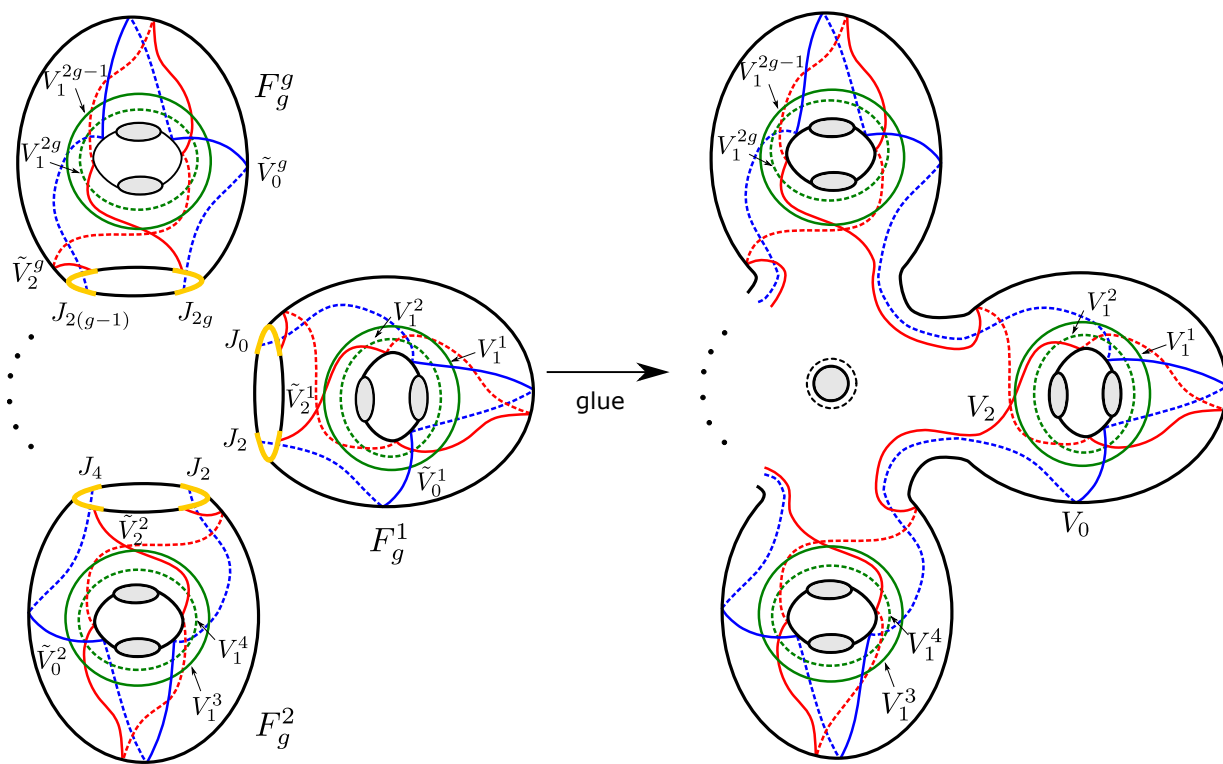 V_1^{2g-1}
F_g^g
V_1^{2g}
\tilde{V}_0^g
\tilde{V}_2^g
J_{2(g-1)}
J_{2g}
J_0
V_1^2
V_1^1
\tilde{V}_2^1
J_2
\tilde{V}_0^1
F_g^1
J_4
J_2
\tilde{V}_2^2
V_1^4
\tilde{V}_0^2
V_1^3
F_g^2
glue
V_1^{2g-1}
V_1^{2g}
V_1^2
V_1^1
V_2
V_0
V_1^4
V_1^3